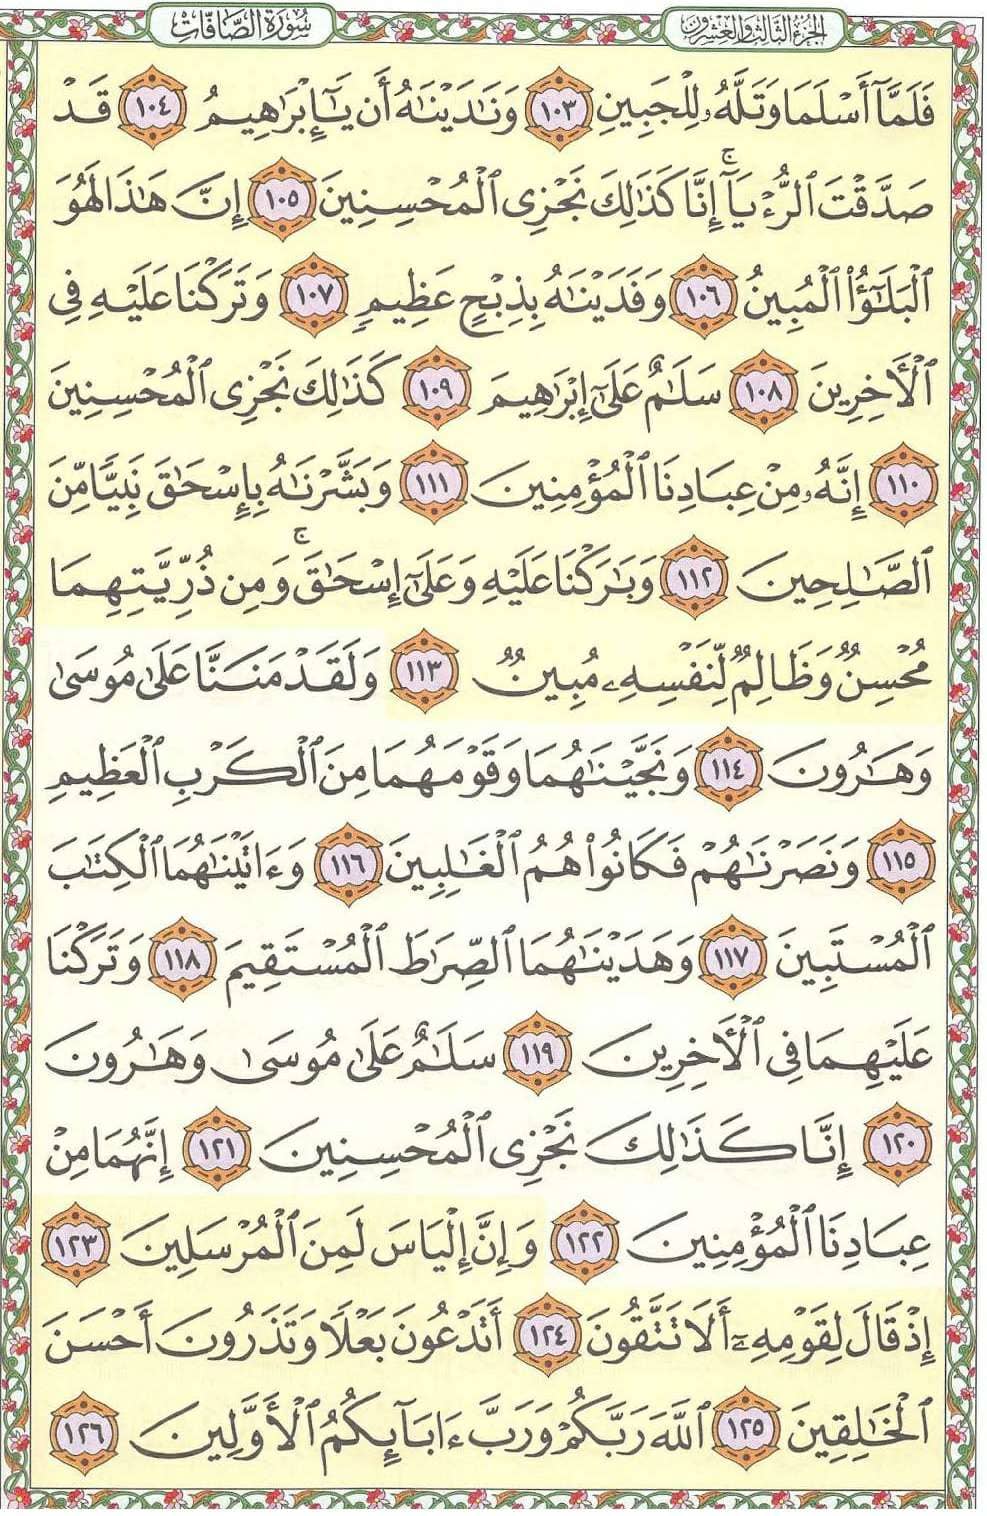 الجزء الثالث والعشرون
سورة الصافات
فَلَمَّآ أَسْلَمَا وَتَلَّهُۥ لِلْجَبِينِ ١٠٣ وَنَٰدَيْنَٰهُ أَن يَٰٓإِبْرَٰهِيمُ ١٠٤ قَدْ
صَدَّقْتَ ٱلرُّءْيَآ ۚ إِنَّا كَذَٰلِكَ نَجْزِى ٱلْمُحْسِنِينَ ١٠٥ إِنَّ هَٰذَا لَهُوَ
ٱلْبَلَٰٓؤُا۟ ٱلْمُبِينُ ١٠٦ وَفَدَيْنَٰهُ بِذِبْحٍ عَظِيمٍۢ ١٠٧ وَتَرَكْنَا عَلَيْهِ فِى
ٱلْأَخِرِينَ ١٠٨ سَلَٰمٌ عَلَىٰٓ إِبْرَٰهِيمَ ١٠٩ كَذَٰلِكَ نَجْزِى ٱلْمُحْسِنِينَ
١١٠ إِنَّهُۥ مِنْ عِبَادِنَا ٱلْمُؤْمِنِينَ ١١١ وَبَشَّرْنَٰهُ بِإِسْحَٰقَ نَبِيًّا مِّنَ
ٱلصَّٰلِحِينَ ١١٢ وَبَٰرَكْنَا عَلَيْهِ وَعَلَىٰٓ إِسْحَٰقَ ۚ وَمِن ذُرِّيَّتِهِمَا
مُحْسِنٌ وَظَالِمٌ لِّنَفْسِهِۦ مُبِينٌ ١١٣ وَلَقَدْ مَنَنَّا عَلَىٰ مُوسَىٰ
وَهَٰرُونَ ١١٤ وَنَجَّيْنَٰهُمَا وَقَوْمَهُمَا مِنَ ٱلْكَرْبِ ٱلْعَظِيمِ
١١٥ وَنَصَرْنَٰهُمْ فَكَانُوا۟ هُمُ ٱلْغَٰلِبِينَ ١١٦ وَءَاتَيْنَٰهُمَا ٱلْكِتَٰبَ
ٱلْمُسْتَبِينَ ١١٧ وَهَدَيْنَٰهُمَا ٱلصِّرَٰطَ ٱلْمُسْتَقِيمَ ١١٨ وَتَرَكْنَا
عَلَيْهِمَا فِى ٱلْأَخِرِينَ ١١٩ سَلَٰمٌ عَلَىٰ مُوسَىٰ وَهَٰرُونَ
١٢٠ إِنَّا كَذَٰلِكَ نَجْزِى ٱلْمُحْسِنِينَ ١٢١ إِنَّهُمَا مِنْ
عِبَادِنَا ٱلْمُؤْمِنِينَ ١٢٢ وَإِنَّ إِلْيَاسَ لَمِنَ ٱلْمُرْسَلِينَ ١٢٣
إِذْ قَالَ لِقَوْمِهِۦٓ أَلَا تَتَّقُونَ ١٢٤ أَتَدْعُونَ بَعْلًا وَتَذَرُونَ أَحْسَنَ
ٱلْخَٰلِقِينَ ١٢٥ ٱللَّهَ رَبَّكُمْ وَرَبَّ ءَابَآئِكُمُ ٱلْأَوَّلِينَ ١٢٦